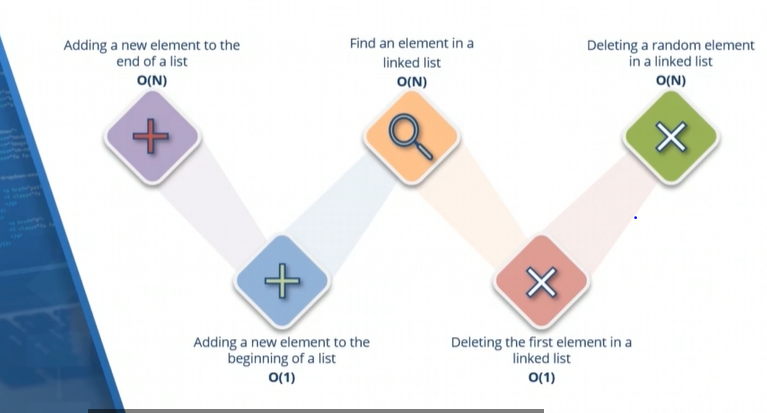 Adding a new element to the
end of a list
O(N)
Find an element in a
linked list
O(N)
Deleting a random element
in a linked list
O(N)
Adding a new element to the
beginning of a list
O(1)
Deleting the first element in a
linked list
O(1)